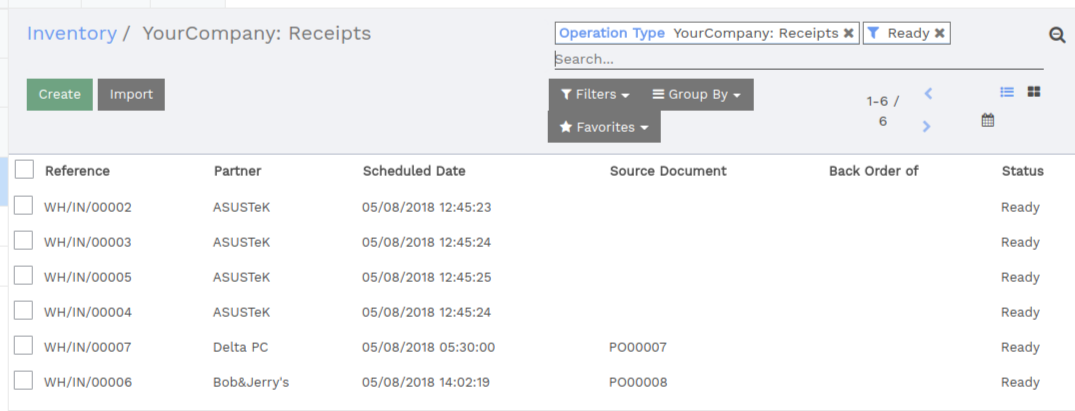 Inventory / YourCompany: Receipts
Operation Type YourCompany: Receipts ✖ Ready ✖
Search...
Create Import
Filters Group By
Favorites
1-6 /
6
Reference Partner Scheduled Date Source Document Back Order of Status
WH/IN/00002 ASUSTeK 05/08/2018 12:45:23 Ready
WH/IN/00003 ASUSTeK 05/08/2018 12:45:24 Ready
WH/IN/00005 ASUSTeK 05/08/2018 12:45:25 Ready
WH/IN/00004 ASUSTeK 05/08/2018 12:45:24 Ready
WH/IN/00007 Delta PC 05/08/2018 05:30:00 PO00007 Ready
WH/IN/00006 Bob&Jerry's 05/08/2018 14:02:19 PO00008 Ready